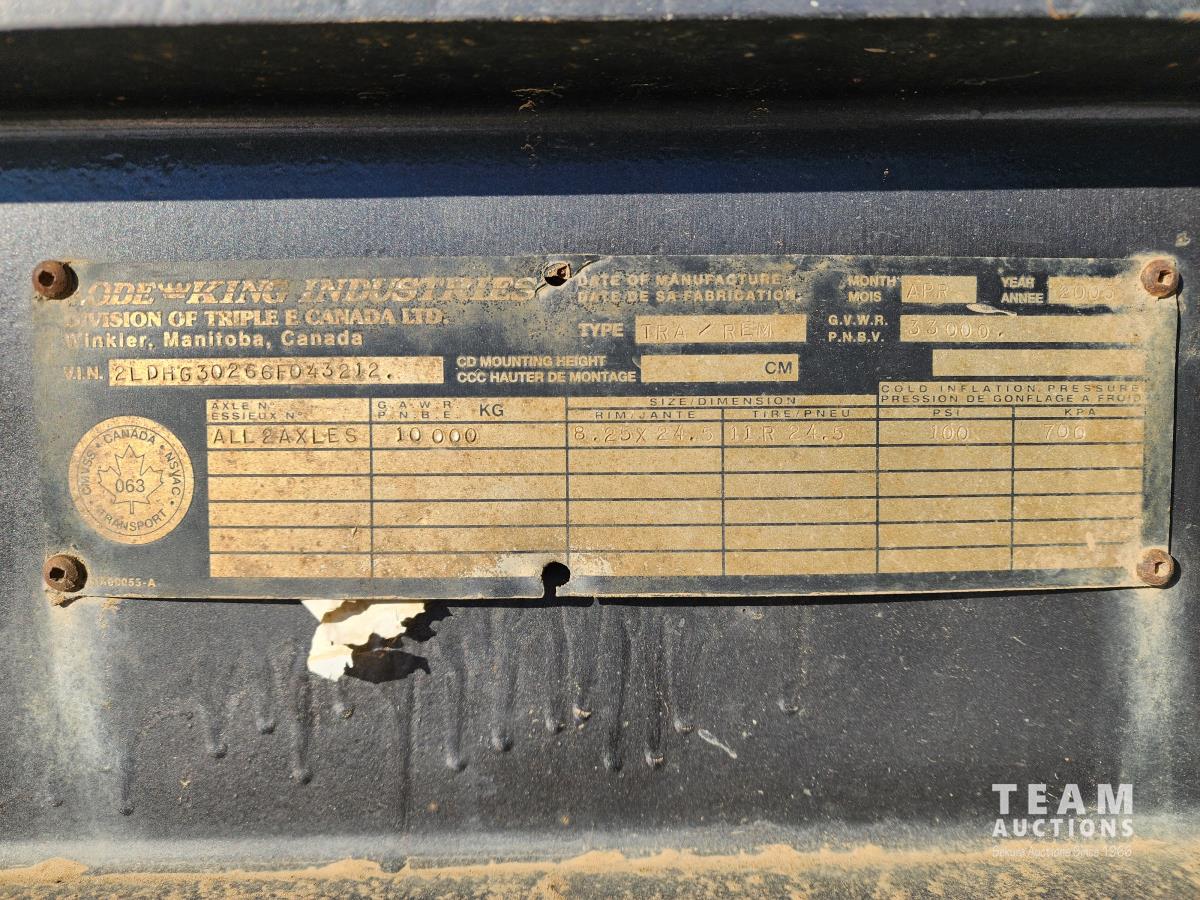 LODE KING INDUSTRIES
DIVISION OF TRIPLE E CANADA LTD.
Winkler, Manitoba, Canada
DATE OF MANUFACTURE
DATE DE SA FABRICATION
MONTH APR YEAR
MOIS ANNEE
TYPE TRA / REM G.V.W.R. 33000.
P.N.B.V.
V.I.N. 2LDHG30266F043212.
CD MOUNTING HEIGHT
CCC HAUTER DE MONTAGE CM
AXLE N° G.A.W.R. KG SIZE/DIMENSION COLD INFLATION PRESSURE
ESSIEUX N° P.N.B.E. RIM/JANTE TIRE/PNEU PRESSION DE GONFLAGE A FROID
PSI KPA
ALL 2AXLES 10 000 8.25X 24.5 11R 24.5 100 700
CMVSS • CANADA • NSVAC • TRANSPORT •
063
TEAM
AUCTIONS